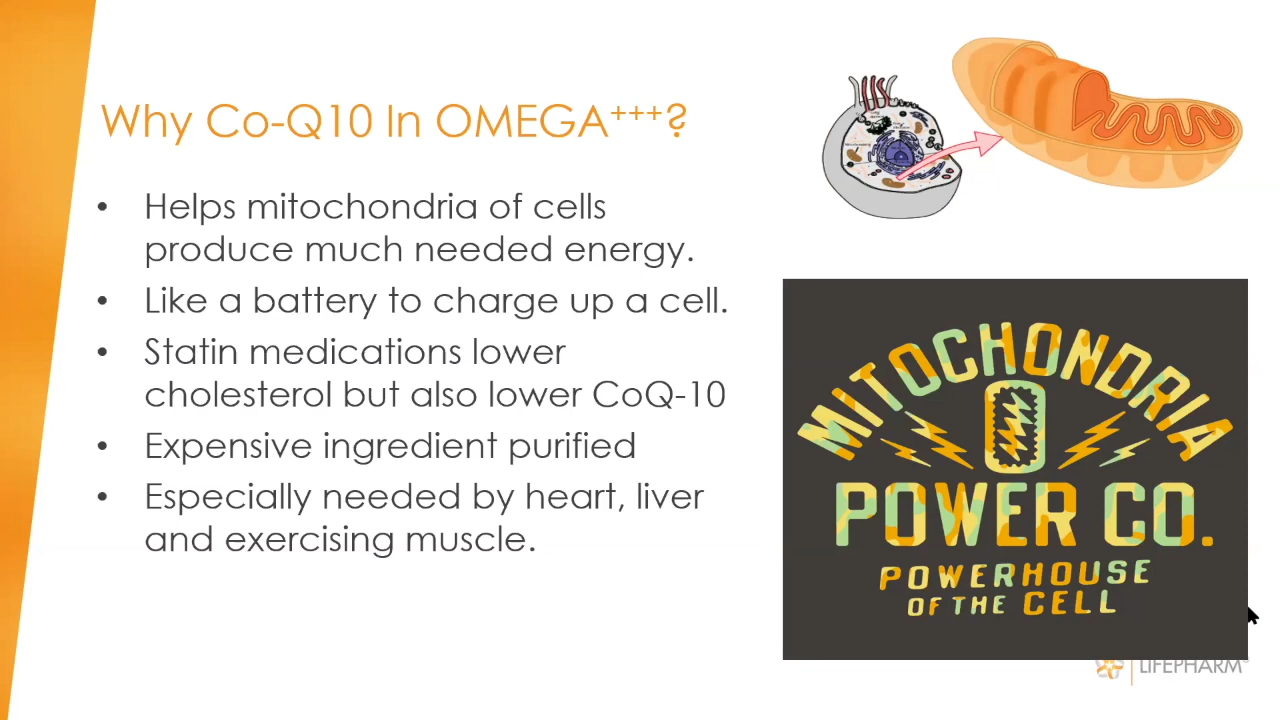 Why Co-Q10 In OMEGA+++?
• Helps mitochondria of cells
produce much needed energy.
• Like a battery to charge up a cell.
• Statin medications lower
cholesterol but also lower CoQ-10
• Expensive ingredient purified
• Especially needed by heart, liver
and exercising muscle.
MITOCHONDRIA
POWER CO.
POWERHOUSE
OF THE CELL
LIFEPHARM